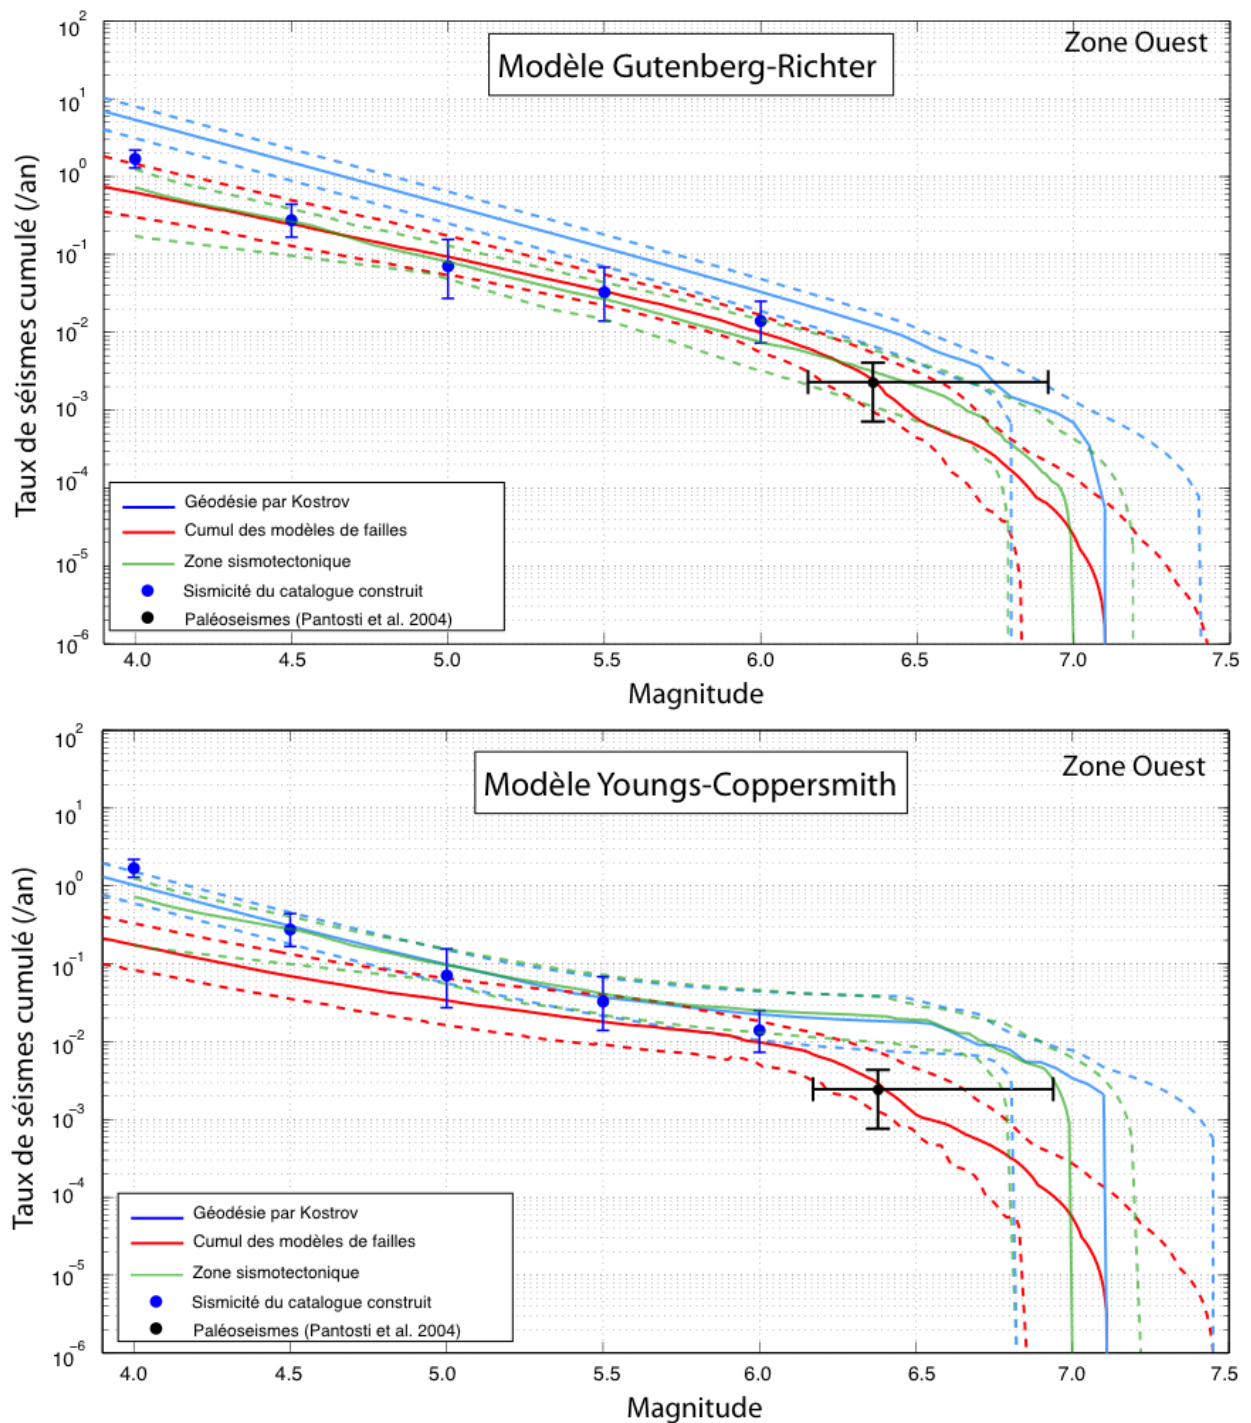 Zone Ouest
Modèle Gutenberg-Richter
Taux de séismes cumulé (/an)
10^2
10^1
10^0
10^−1
10^−2
10^−3
10^−4
10^−5
10^−6
Géodésie par Kostrov
Cumul des modèles de failles
Zone sismotectonique
Sismicité du catalogue construit
Paléoseismes (Pantosti et al. 2004)
4.0 4.5 5.0 5.5 6.0 6.5 7.0 7.5
Magnitude
Zone Ouest
Modèle Youngs-Coppersmith
Taux de séismes cumulé (/an)
10^2
10^1
10^0
10^−1
10^−2
10^−3
10^−4
10^−5
10^−6
Géodésie par Kostrov
Cumul des modèles de failles
Zone sismotectonique
Sismicité du catalogue construit
Paléoseismes (Pantosti et al. 2004)
4.0 4.5 5.0 5.5 6.0 6.5 7.0 7.5
Magnitude